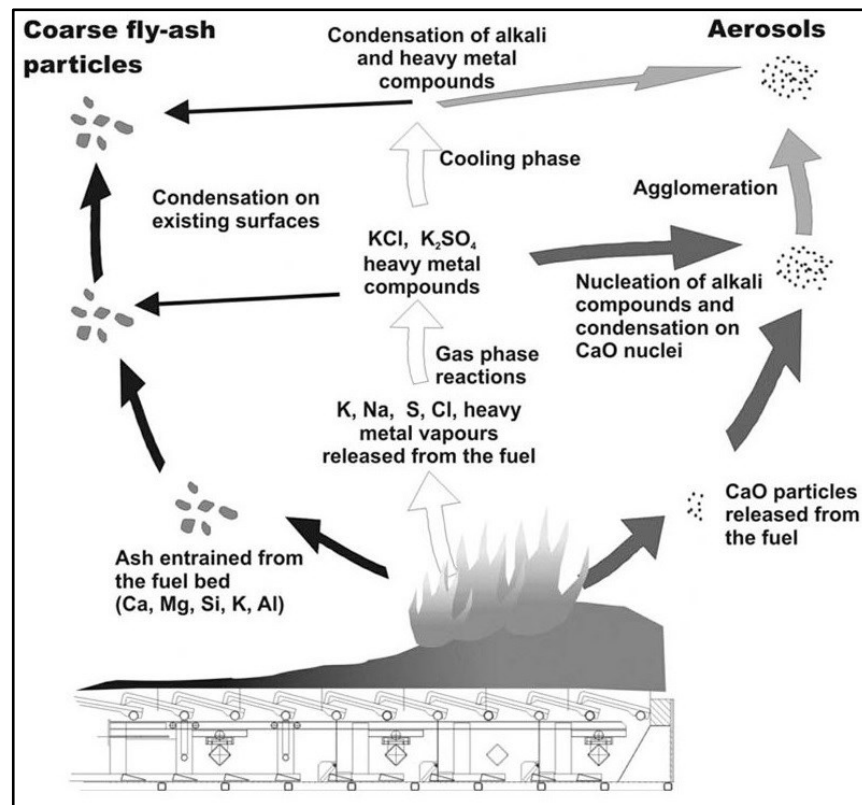 Coarse fly-ash
particles
Condensation of alkali
and heavy metal
compounds
Aerosols
Cooling phase
Condensation on
existing surfaces
Agglomeration
KCl, K₂SO₄
heavy metal
compounds
Nucleation of alkali
compounds and
condensation on
CaO nuclei
Gas phase
reactions
K, Na, S, Cl, heavy
metal vapours
released from the fuel
CaO particles
released from
the fuel
Ash entrained from
the fuel bed
(Ca, Mg, Si, K, Al)